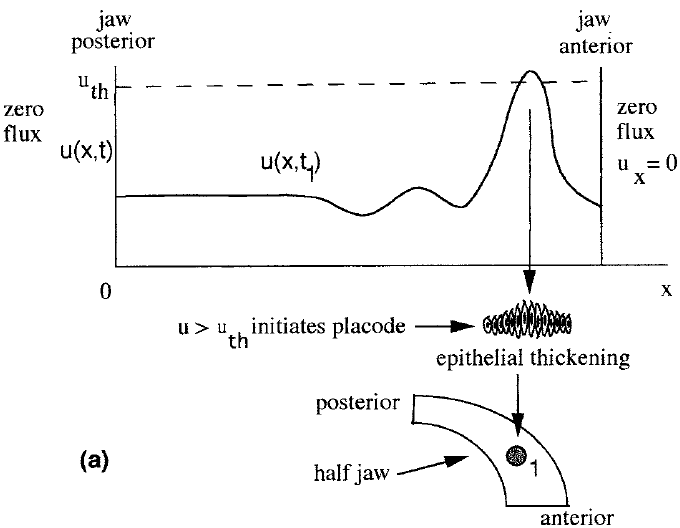 jaw
posterior
jaw
anterior
u_th
zero
flux
u(x,t)
u(x,t_1)
zero
flux
u_x = 0
0
x
u > u_th initiates placode
epithelial thickening
posterior
(a)
half jaw
1
anterior